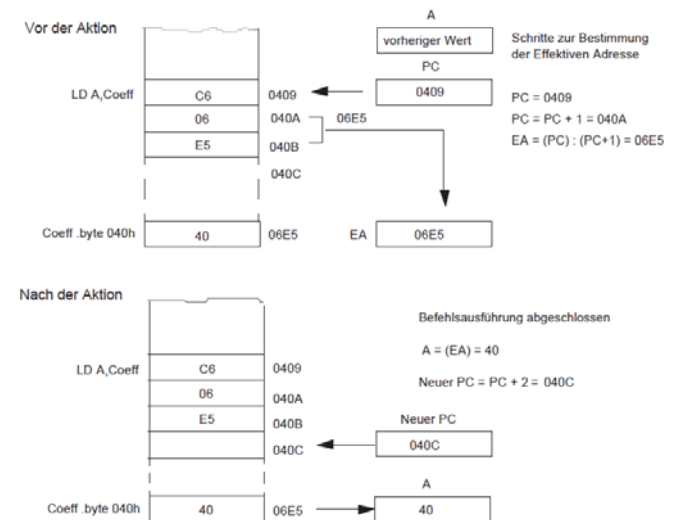 Vor der Aktion
A
vorheriger Wert
Schritte zur Bestimmung
der Effektiven Adresse
PC
LD A,Coeff
C6
0409
0409
PC = 0409
06
040A
06E5
PC = PC + 1 = 040A
E5
040B
EA = (PC) : (PC+1) = 06E5
040C
Coeff .byte 040h
40
06E5
EA
06E5
Nach der Aktion
Befehlsausführung abgeschlossen
A = (EA) = 40
LD A,Coeff
C6
0409
Neuer PC = PC + 2 = 040C
06
040A
E5
040B
Neuer PC
040C
040C
A
Coeff .byte 040h
40
06E5
40